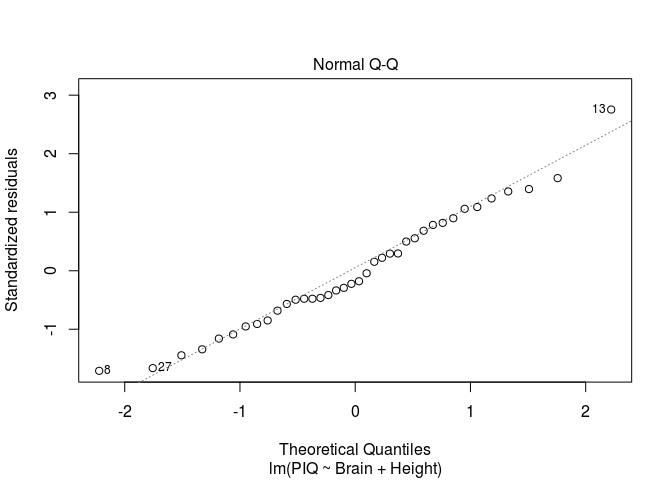 Normal Q-Q
3
2
1
0
-1
Standardized residuals
13
8
27
-2 -1 0 1 2
Theoretical Quantiles
lm(PIQ ~ Brain + Height)